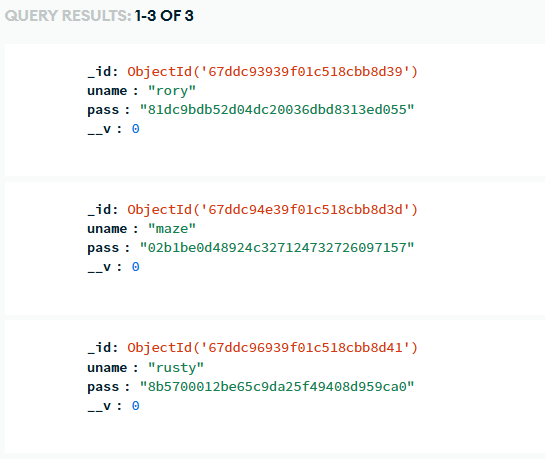 QUERY RESULTS: 1-3 OF 3
_id: ObjectId('67ddc93939f01c518cbb8d39')
uname : "rory"
pass : "81dc9bdb52d04dc20036dbd8313ed055"
__v : 0
_id: ObjectId('67ddc94e39f01c518cbb8d3d')
uname : "maze"
pass : "02b1be0d48924c327124732726097157"
__v : 0
_id: ObjectId('67ddc96939f01c518cbb8d41')
uname : "rusty"
pass : "8b5700012be65c9da25f49408d959ca0"
__v : 0